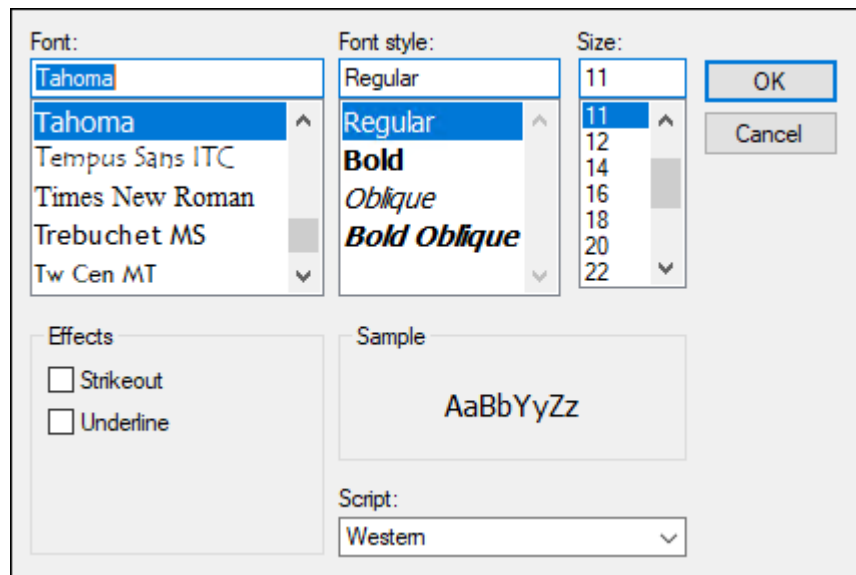 Font:
Font style:
Size:
Tahoma
Regular
11
OK
Cancel
Tahoma
Tempus Sans ITC
Times New Roman
Trebuchet MS
Tw Cen MT
Regular
Bold
Oblique
Bold Oblique
11
12
14
16
18
20
22
Effects
Strikeout
Underline
Sample
AaBbYyZz
Script:
Western